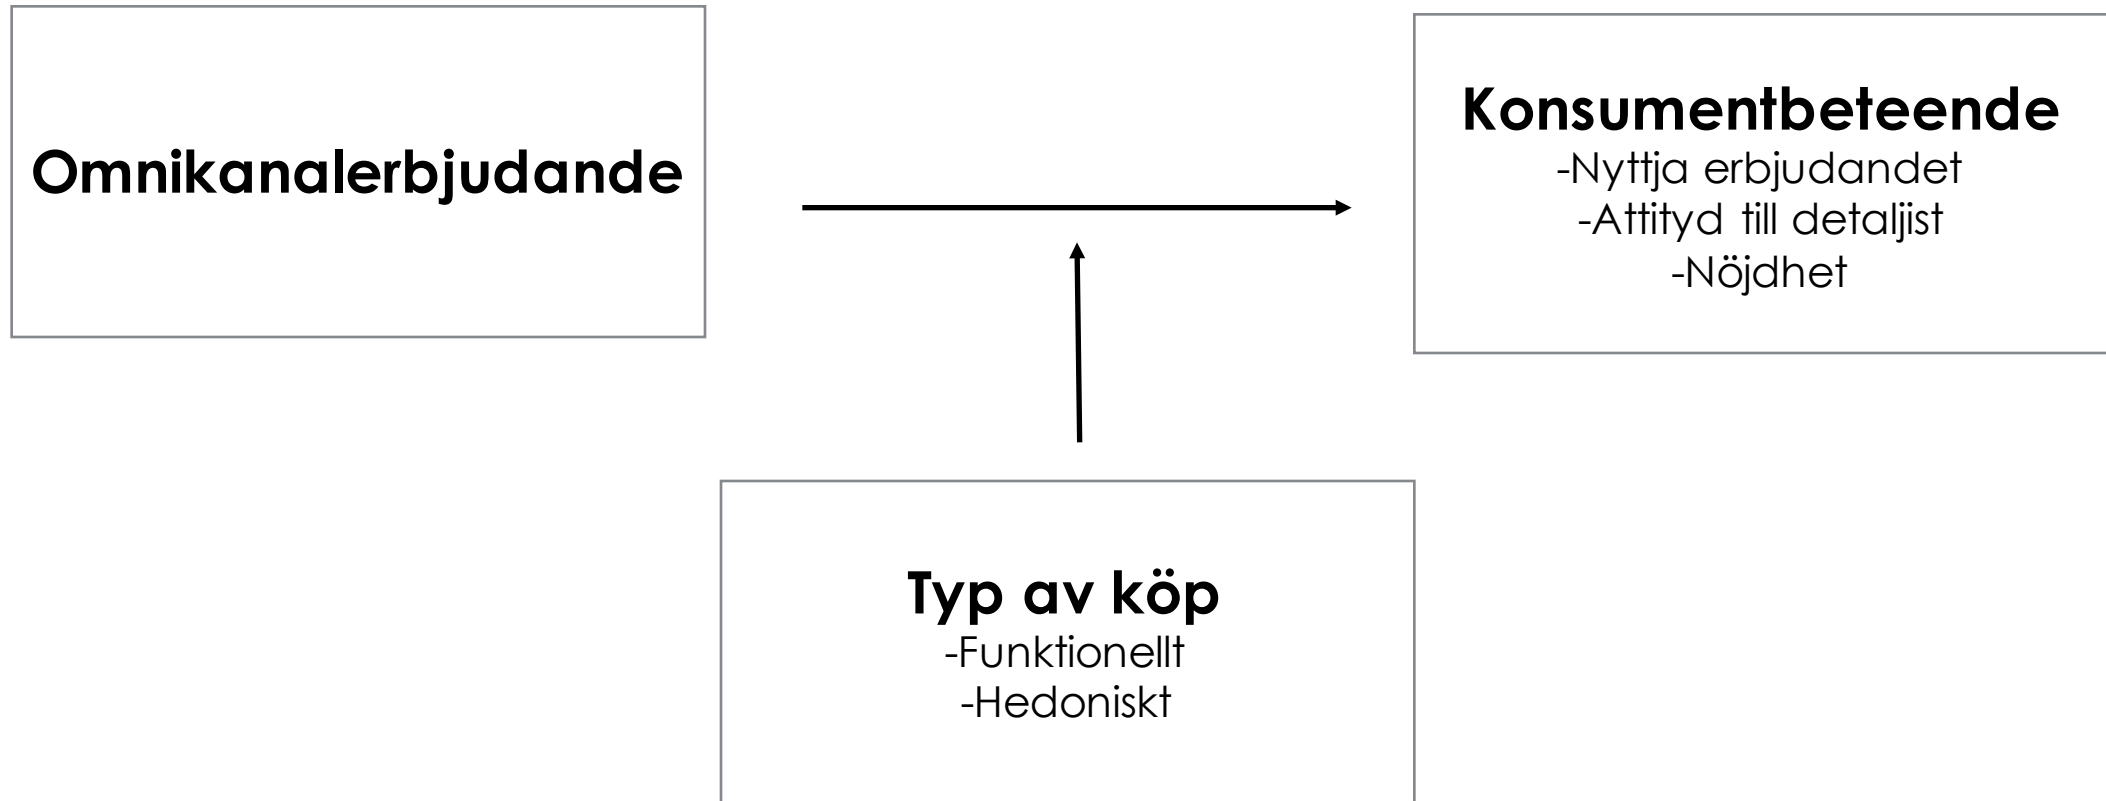 Omnikanalerbjudande
Konsumentbeteende
-Nyttja erbjudandet
-Attityd till detaljist
-Nöjdhet
Typ av köp
-Funktionellt
-Hedoniskt